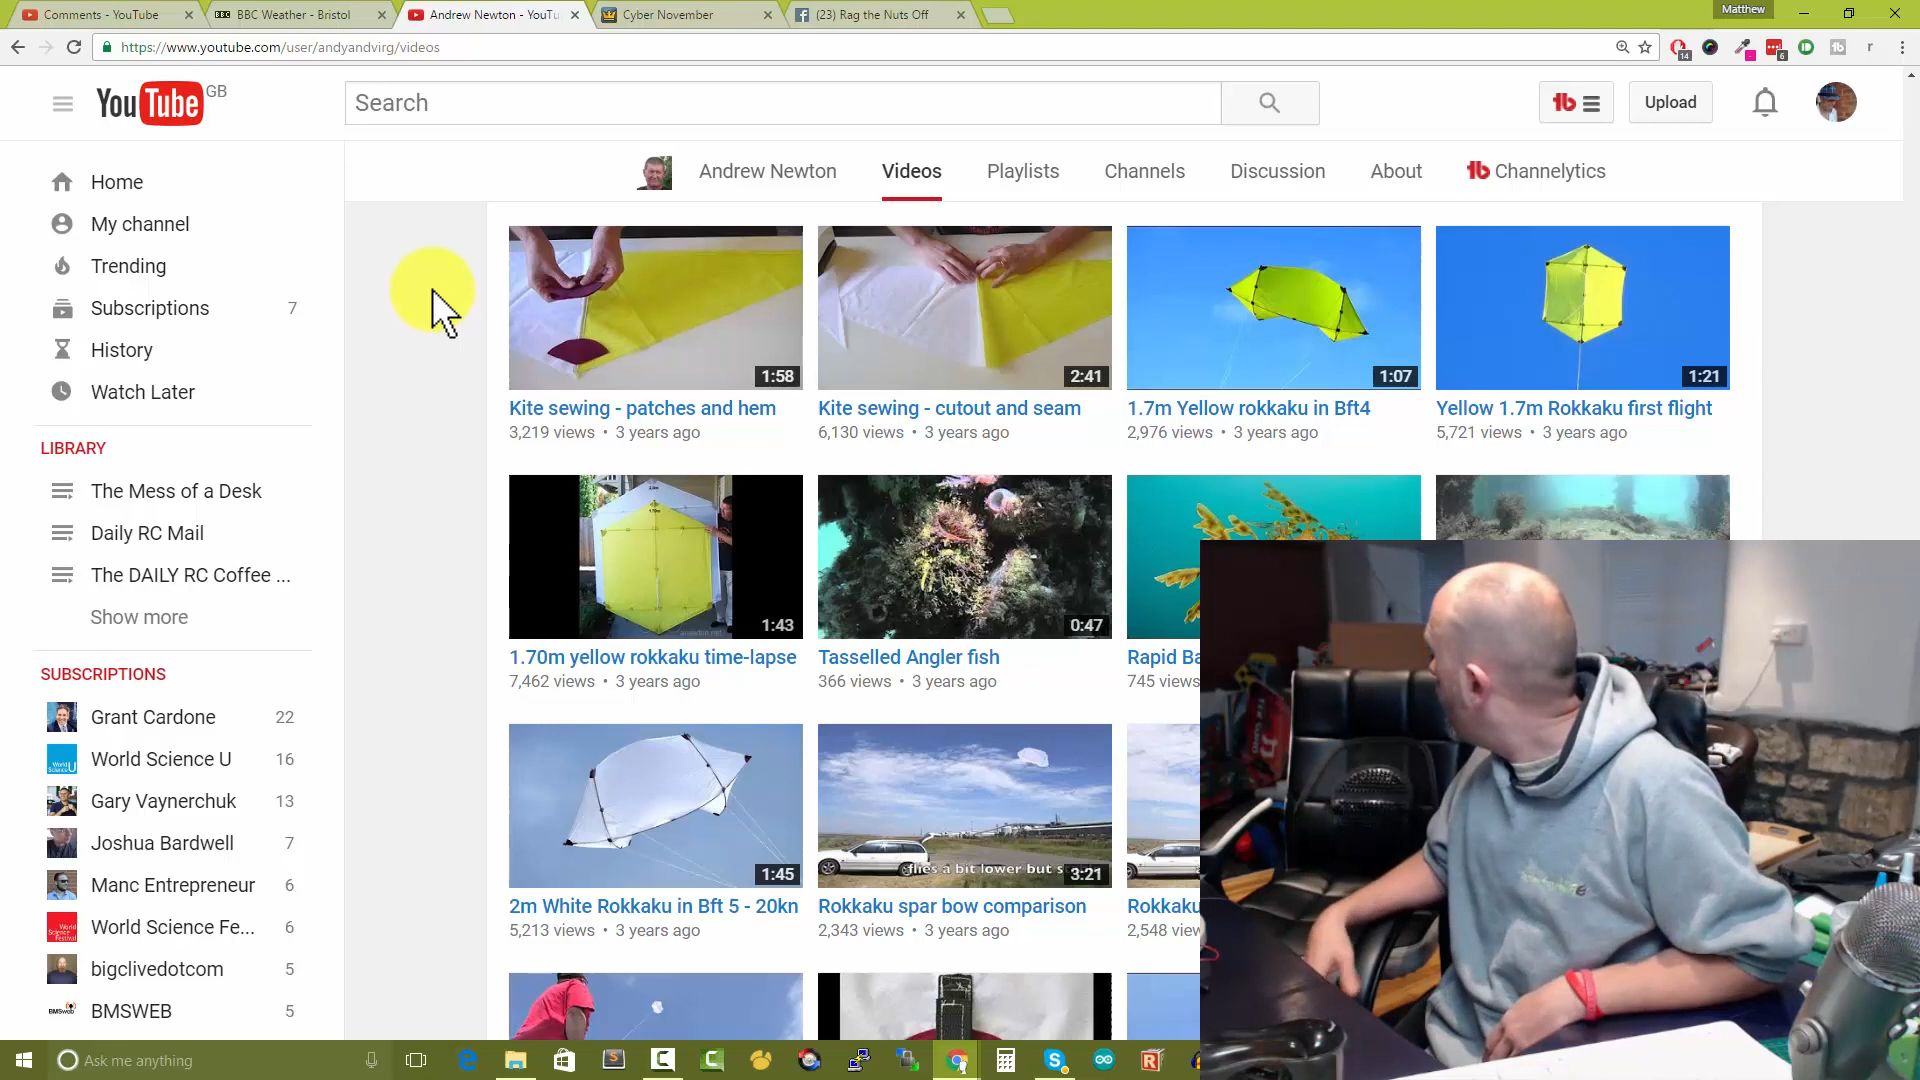 Comments - YouTube
BBC Weather - Bristol
Andrew Newton - YouTu
Cyber November
(23) Rag the Nuts Off
Matthew
https://www.youtube.com/user/andyandvirg/videos
14
6
r
YouTube GB
Search
Upload
Home
My channel
Trending
Subscriptions 7
History
Watch Later
LIBRARY
The Mess of a Desk
Daily RC Mail
The DAILY RC Coffee ...
Show more
SUBSCRIPTIONS
Grant Cardone 22
World Science U 16
Gary Vaynerchuk 13
Joshua Bardwell 7
Manc Entrepreneur 6
World Science Fe... 6
bigclivedotcom 5
BMSWEB 5
Andrew Newton Videos Playlists Channels Discussion About Channelytics
1:58
2:41
1:07
1:21
Kite sewing - patches and hem
3,219 views • 3 years ago
Kite sewing - cutout and seam
6,130 views • 3 years ago
1.7m Yellow rokkaku in Bft4
2,976 views • 3 years ago
Yellow 1.7m Rokkaku first flight
5,721 views • 3 years ago
1:43
0:47
1.70m yellow rokkaku time-lapse
7,462 views • 3 years ago
Tasselled Angler fish
366 views • 3 years ago
Rapid Ba
745 views
1:45
flies a bit lower but s
3:21
2m White Rokkaku in Bft 5 - 20kn
5,213 views • 3 years ago
Rokkaku spar bow comparison
2,343 views • 3 years ago
Rokkaku
2,548 view
Ask me anything